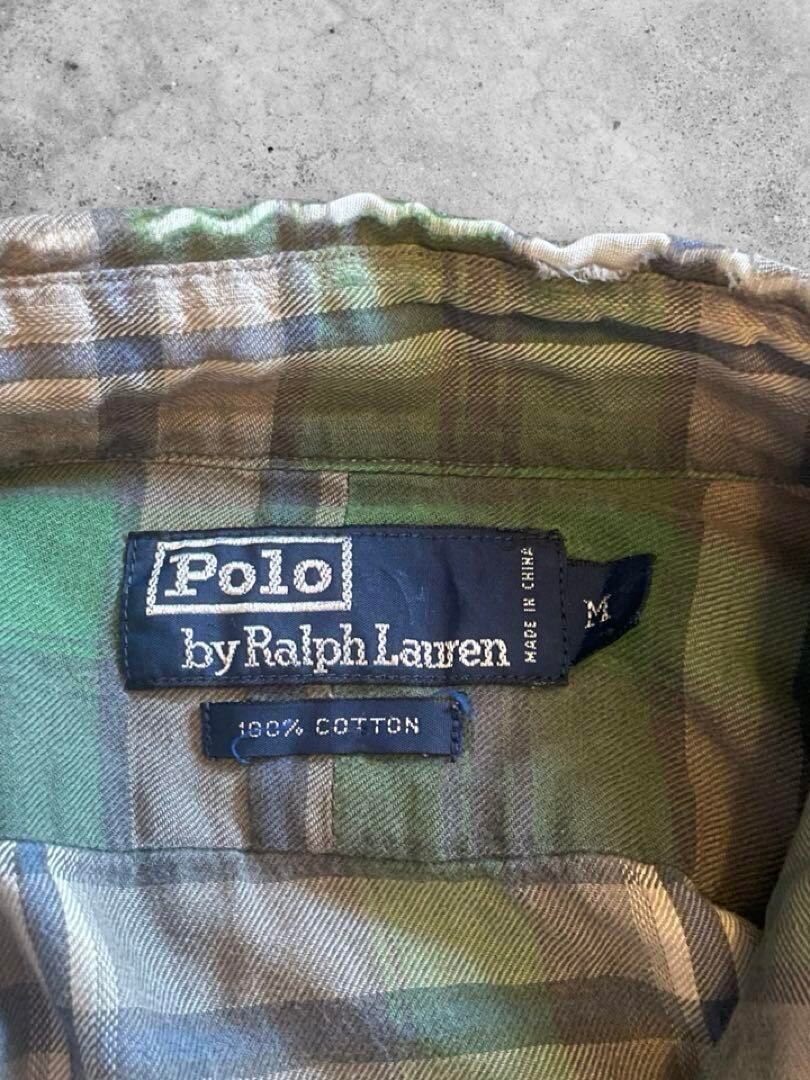 Polo
by Ralph Lauren
MADE IN CHINA
M
100% COTTON